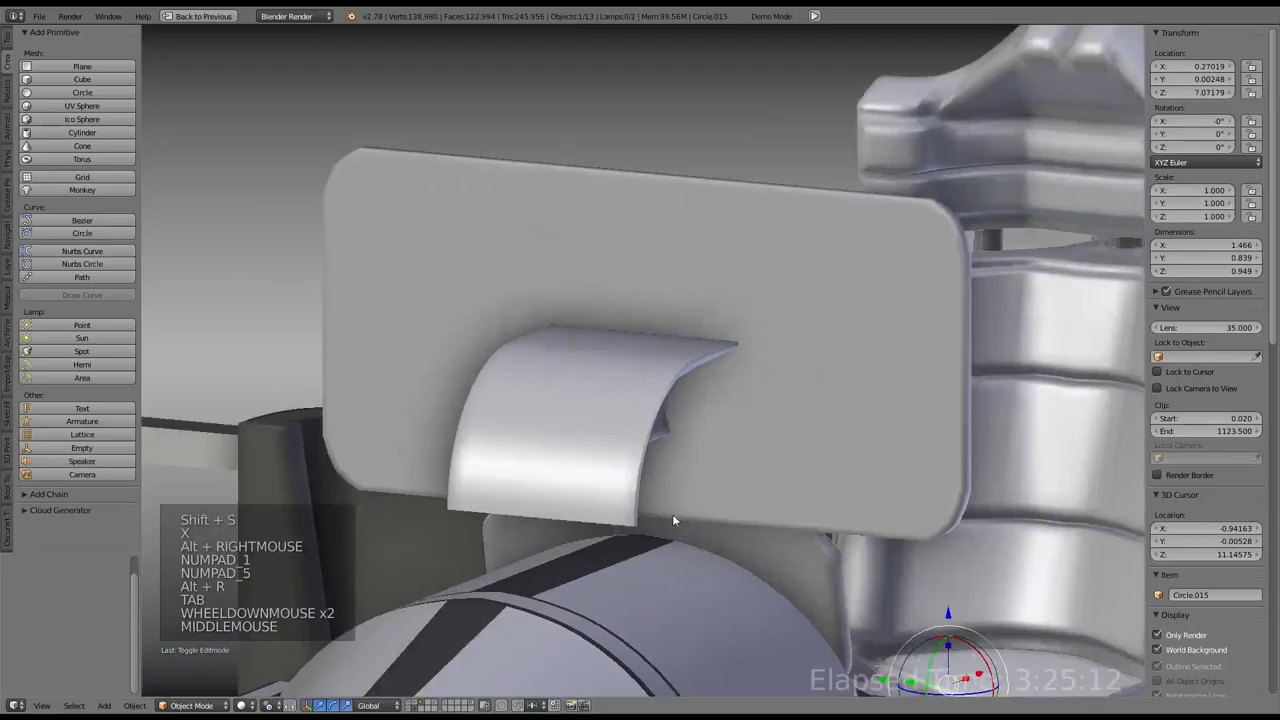 File Render Window Help Back to Previous Blender Render v2.78 | Verts:138,980 | Faces:122,994 | Tris:245,956 | Objects:1/13 | Lamps:0/2 | Mem:99.56M | Circle.015 Demo Mode:
Add Primitive
Mesh:
Plane
Cube
Circle
UV Sphere
Ico Sphere
Cylinder
Cone
Torus
Grid
Monkey
Curve:
Bezier
Circle
Nurbs Curve
Nurbs Circle
Path
Draw Curve
Lamp:
Point
Sun
Spot
Hemi
Area
Other:
Text
Armature
Lattice
Empty
Speaker
Camera
Add Chain
Cloud Generator
Shift + S
X
Alt + RIGHTMOUSE
NUMPAD_1
NUMPAD_5
Alt + R
TAB
WHEELDOWNMOUSE x2
MIDDLEMOUSE
Last: Toggle Editmode
3:25:12
Transform
Location:
X: 0.27019
Y: 0.00248
Z: 7.07179
Rotation:
X: -0°
Y: 0°
Z: 0°
XYZ Euler
Scale:
X: 1.000
Y: 1.000
Z: 1.000
Dimensions:
X: 1.466
Y: 0.839
Z: 0.949
Grease Pencil Layers
View
Lens: 35.000
Lock to Object:
Lock to Cursor
Lock Camera to View
Clip:
Start: 0.020
End: 1123.500
Local Camera:
Render Border
3D Cursor
Location:
X: -0.94163
Y: -0.00528
Z: 11.14575
Item
Circle.015
Display
Only Render
World Background
Outline Selected
All Object Origins
View Select Add Object Object Mode Global